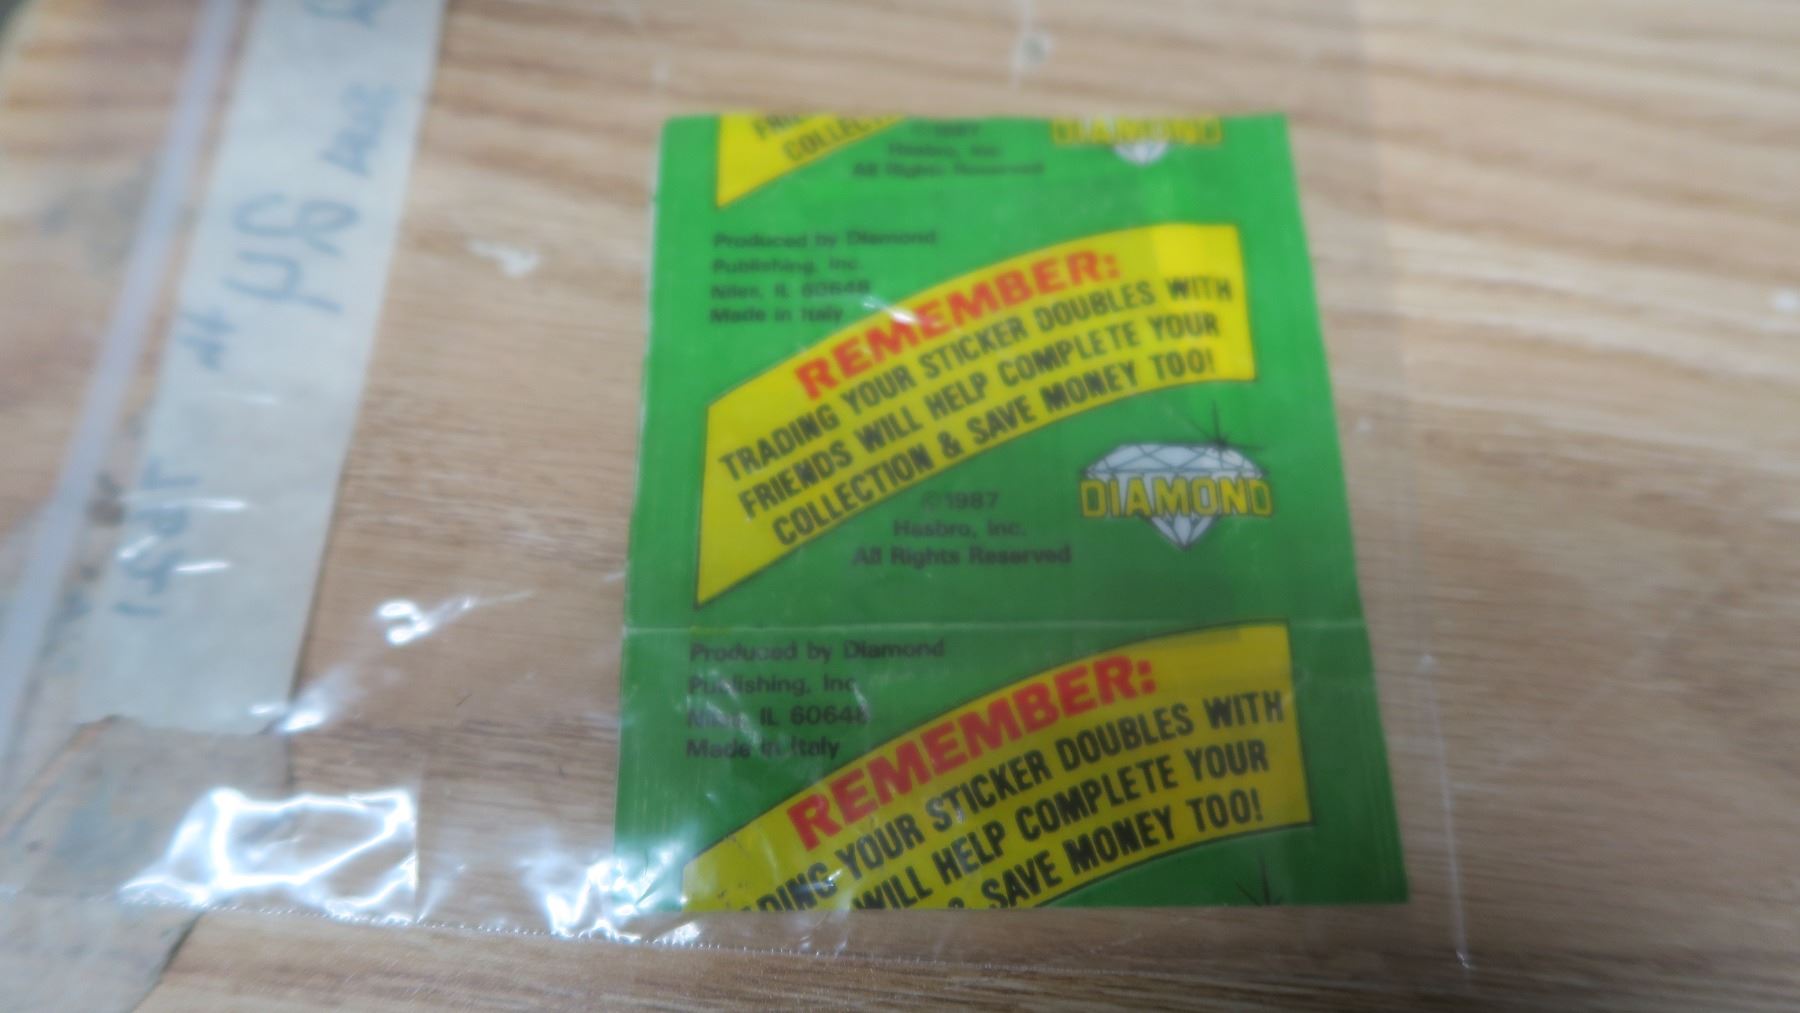 COLLECT
©1987
Hasbro, Inc.
All Rights Reserved
DIAMOND
Produced by Diamond
Publishing, Inc.
Niles, IL 60648
Made in Italy
REMEMBER:
TRADING YOUR STICKER DOUBLES WITH
FRIENDS WILL HELP COMPLETE YOUR
COLLECTION & SAVE MONEY TOO!
©1987
Hasbro, Inc.
All Rights Reserved
DIAMOND
Produced by Diamond
Publishing, Inc
Niles, IL 60648
Made in Italy
REMEMBER:
ADING YOUR STICKER DOUBLES WITH
WILL HELP COMPLETE YOUR
& SAVE MONEY TOO!